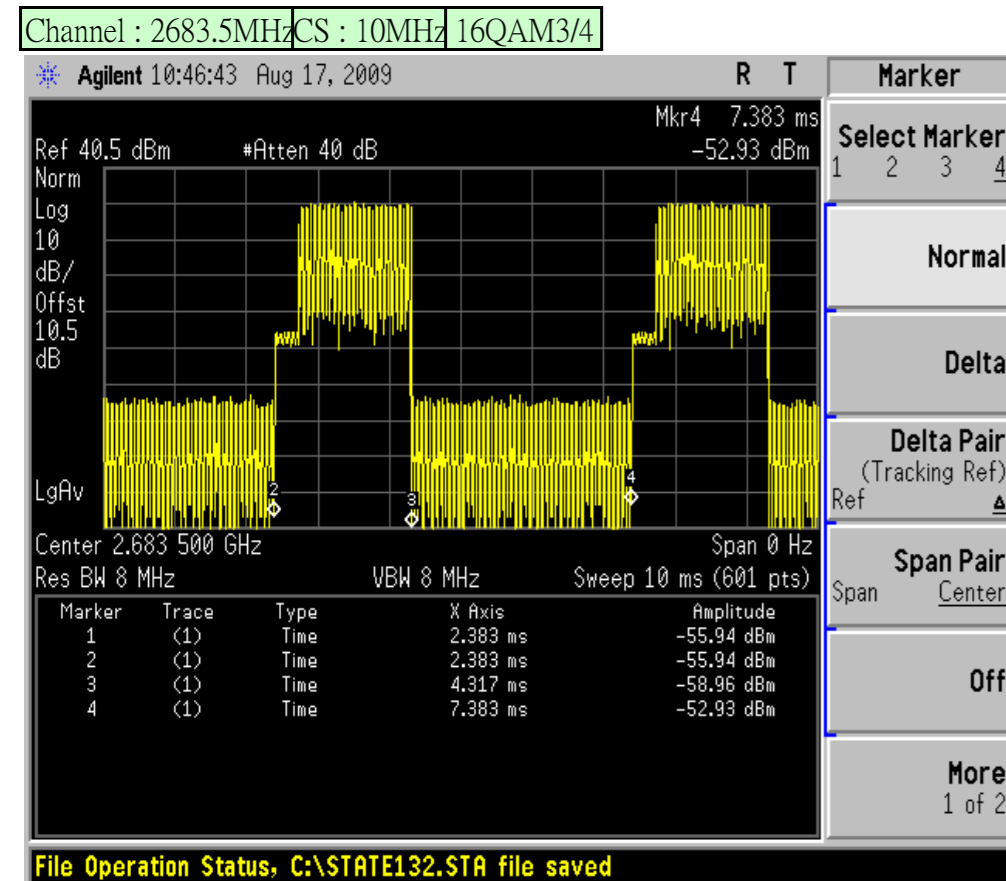 Channel : 2683.5MHz CS : 10MHz 16QAM3/4
Agilent 10:46:43 Aug 17, 2009 R T
Marker
Mkr4 7.383 ms
Ref 40.5 dBm #Atten 40 dB -52.93 dBm
Norm
Log
10
dB/
Offst
10.5
dB
LgAv
2
3
4
Center 2.683 500 GHz Span 0 Hz
Res BW 8 MHz VBW 8 MHz Sweep 10 ms (601 pts)
Marker Trace Type X Axis Amplitude
1 (1) Time 2.383 ms -55.94 dBm
2 (1) Time 2.383 ms -55.94 dBm
3 (1) Time 4.317 ms -58.96 dBm
4 (1) Time 7.383 ms -52.93 dBm
Select Marker
1 2 3 4
Normal
Delta
Delta Pair
(Tracking Ref)
Ref Δ
Span Pair
Span Center
Off
More
1 of 2
File Operation Status, C:\STATE132.STA file saved